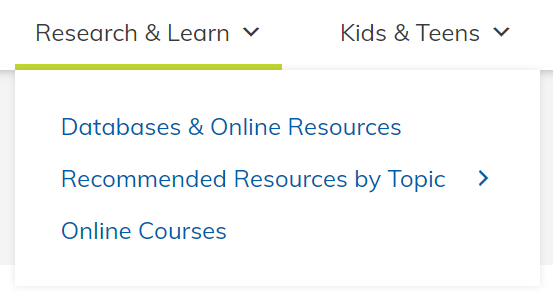 Research & Learn
Kids & Teens
Databases & Online Resources
Recommended Resources by Topic
Online Courses